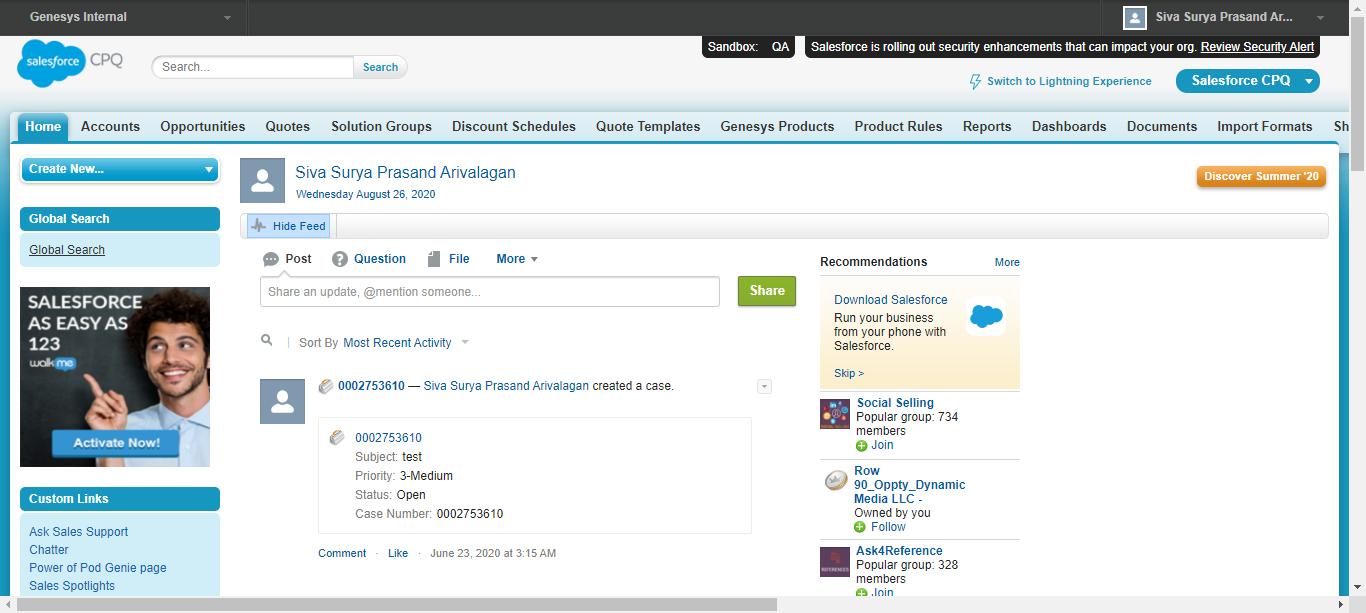 Genesys Internal
Siva Surya Prasand Ar...
Sandbox: QA
Salesforce is rolling out security enhancements that can impact your org. Review Security Alert
salesforce CPQ
Search...
Search
Switch to Lightning Experience
Salesforce CPQ
Home Accounts Opportunities Quotes Solution Groups Discount Schedules Quote Templates Genesys Products Product Rules Reports Dashboards Documents Import Formats Sh
Create New...
Global Search
Global Search
SALESFORCE
AS EASY AS
123
walkme
Activate Now!
Custom Links
Ask Sales Support
Chatter
Power of Pod Genie page
Sales Spotlights
Siva Surya Prasand Arivalagan
Wednesday August 26, 2020
Discover Summer '20
Hide Feed
Post Question File More
Share an update, @mention someone...
Share
Sort By Most Recent Activity
0002753610 — Siva Surya Prasand Arivalagan created a case.
0002753610
Subject: test
Priority: 3-Medium
Status: Open
Case Number: 0002753610
Comment · Like · June 23, 2020 at 3:15 AM
Recommendations More
Download Salesforce
Run your business
from your phone with
Salesforce.
Skip >
Social Selling
Popular group: 734
members
Join
Row
90_Oppty_Dynamic
Media LLC -
Owned by you
Follow
REFERENCES
Ask4Reference
Popular group: 328
members
Join